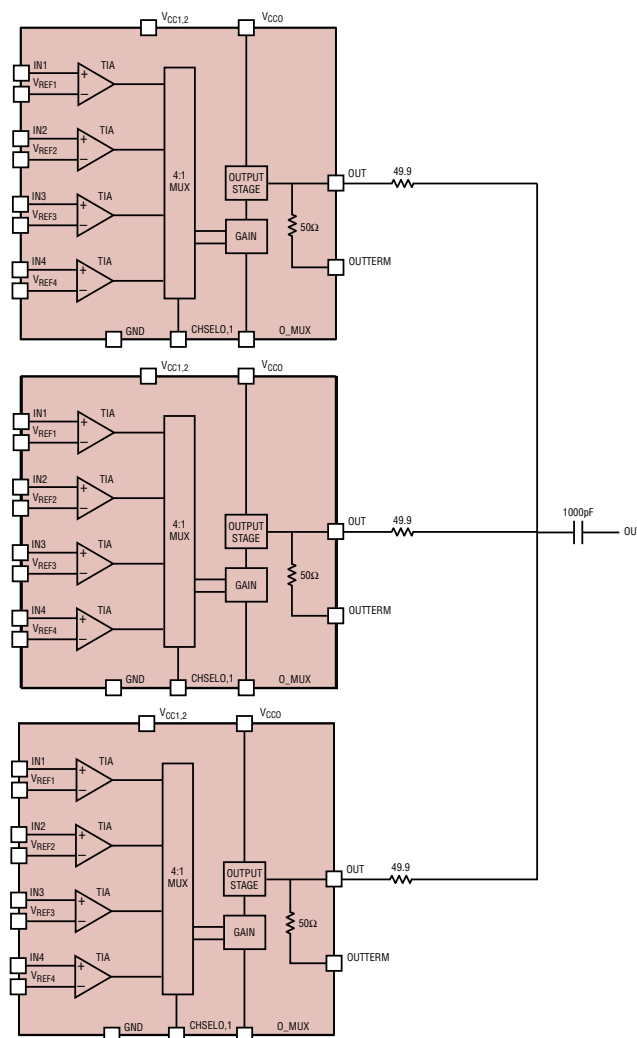 VCC1,2 VCCO
IN1 TIA
+
VREF1 −
IN2 TIA
+
VREF2 −
4:1
MUX
OUTPUT
STAGE
OUT 49.9
IN3 TIA
+
VREF3 −
50Ω
GAIN
IN4 TIA
+
VREF4 −
OUTTERM
GND CHSELO,1 O_MUX
VCC1,2 VCCO
IN1 TIA
+
VREF1 −
IN2 TIA
+
VREF2 −
4:1
MUX
OUTPUT
STAGE
OUT 49.9
1000pF
OU
IN3 TIA
+
VREF3 −
50Ω
GAIN
IN4 TIA
+
VREF4 −
OUTTERM
GND CHSELO,1 O_MUX
VCC1,2 VCCO
IN1 TIA
+
VREF1 −
IN2 TIA
+
VREF2 −
4:1
MUX
OUTPUT
STAGE
OUT 49.9
IN3 TIA
+
VREF3 −
50Ω
GAIN
IN4 TIA
+
VREF4 −
OUTTERM
GND CHSELO,1 O_MUX